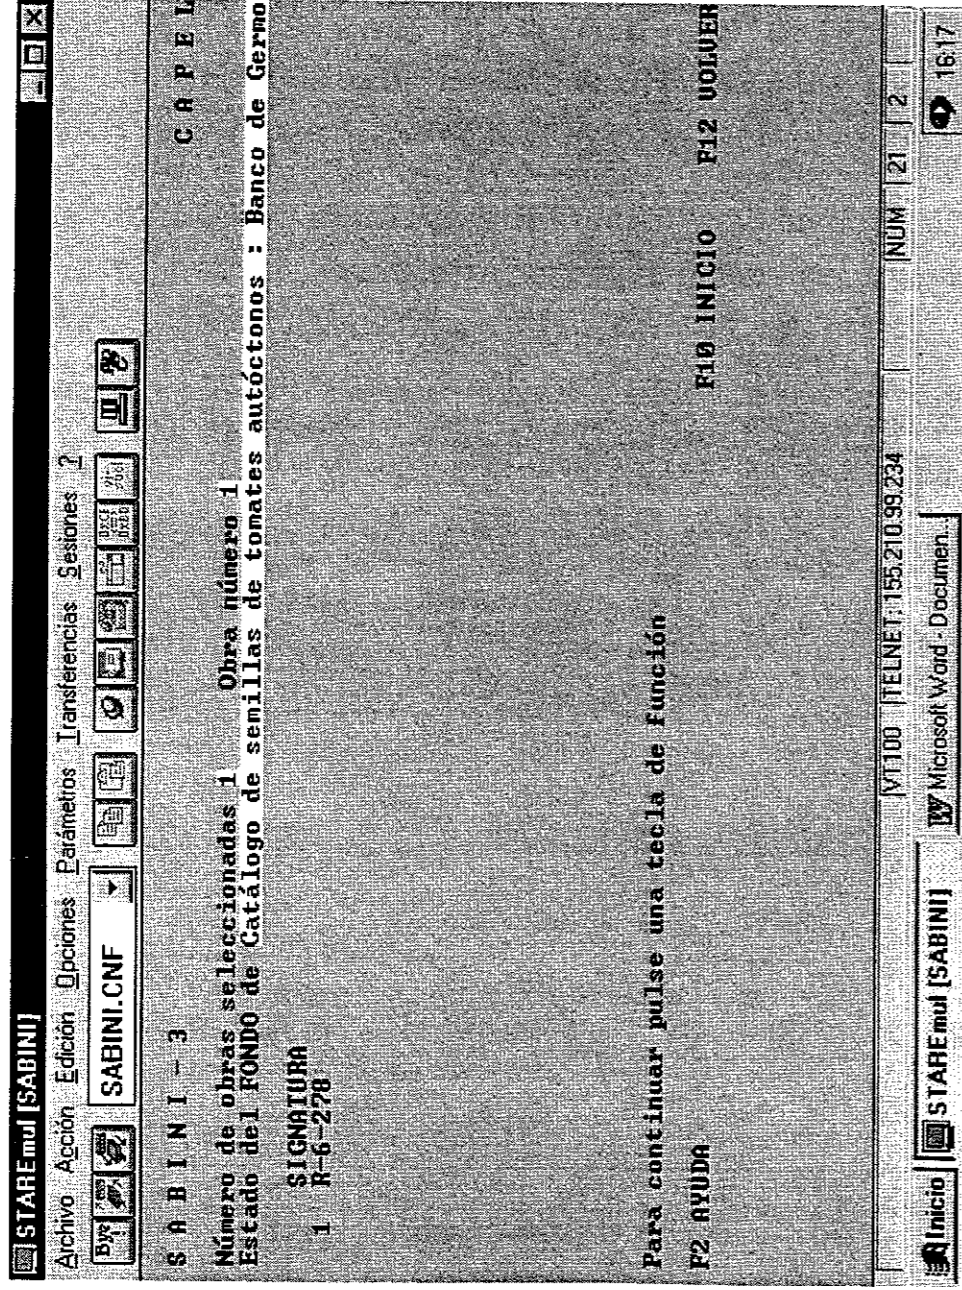 STAREmul [SABINI]
Archivo Acción Edición Opciones Parámetros Transferencias Sesiones ?
Bye SABINI.CNF
S A B I N I - 3 C A P E L
Número de obras seleccionadas 1 Obra número 1
Estado del FONDO de Catálogo de semillas de tomates autóctonos : Banco de Germo
SIGNATURA
1 R-6-278
Para continuar pulse una tecla de función
F2 AYUDA F10 INICIO F12 VOLVER
VT100 TELNET: 155.210.99.234 NUM 21 2
Inicio STAREmul [SABINI] Microsoft Word - Documen... 16:17